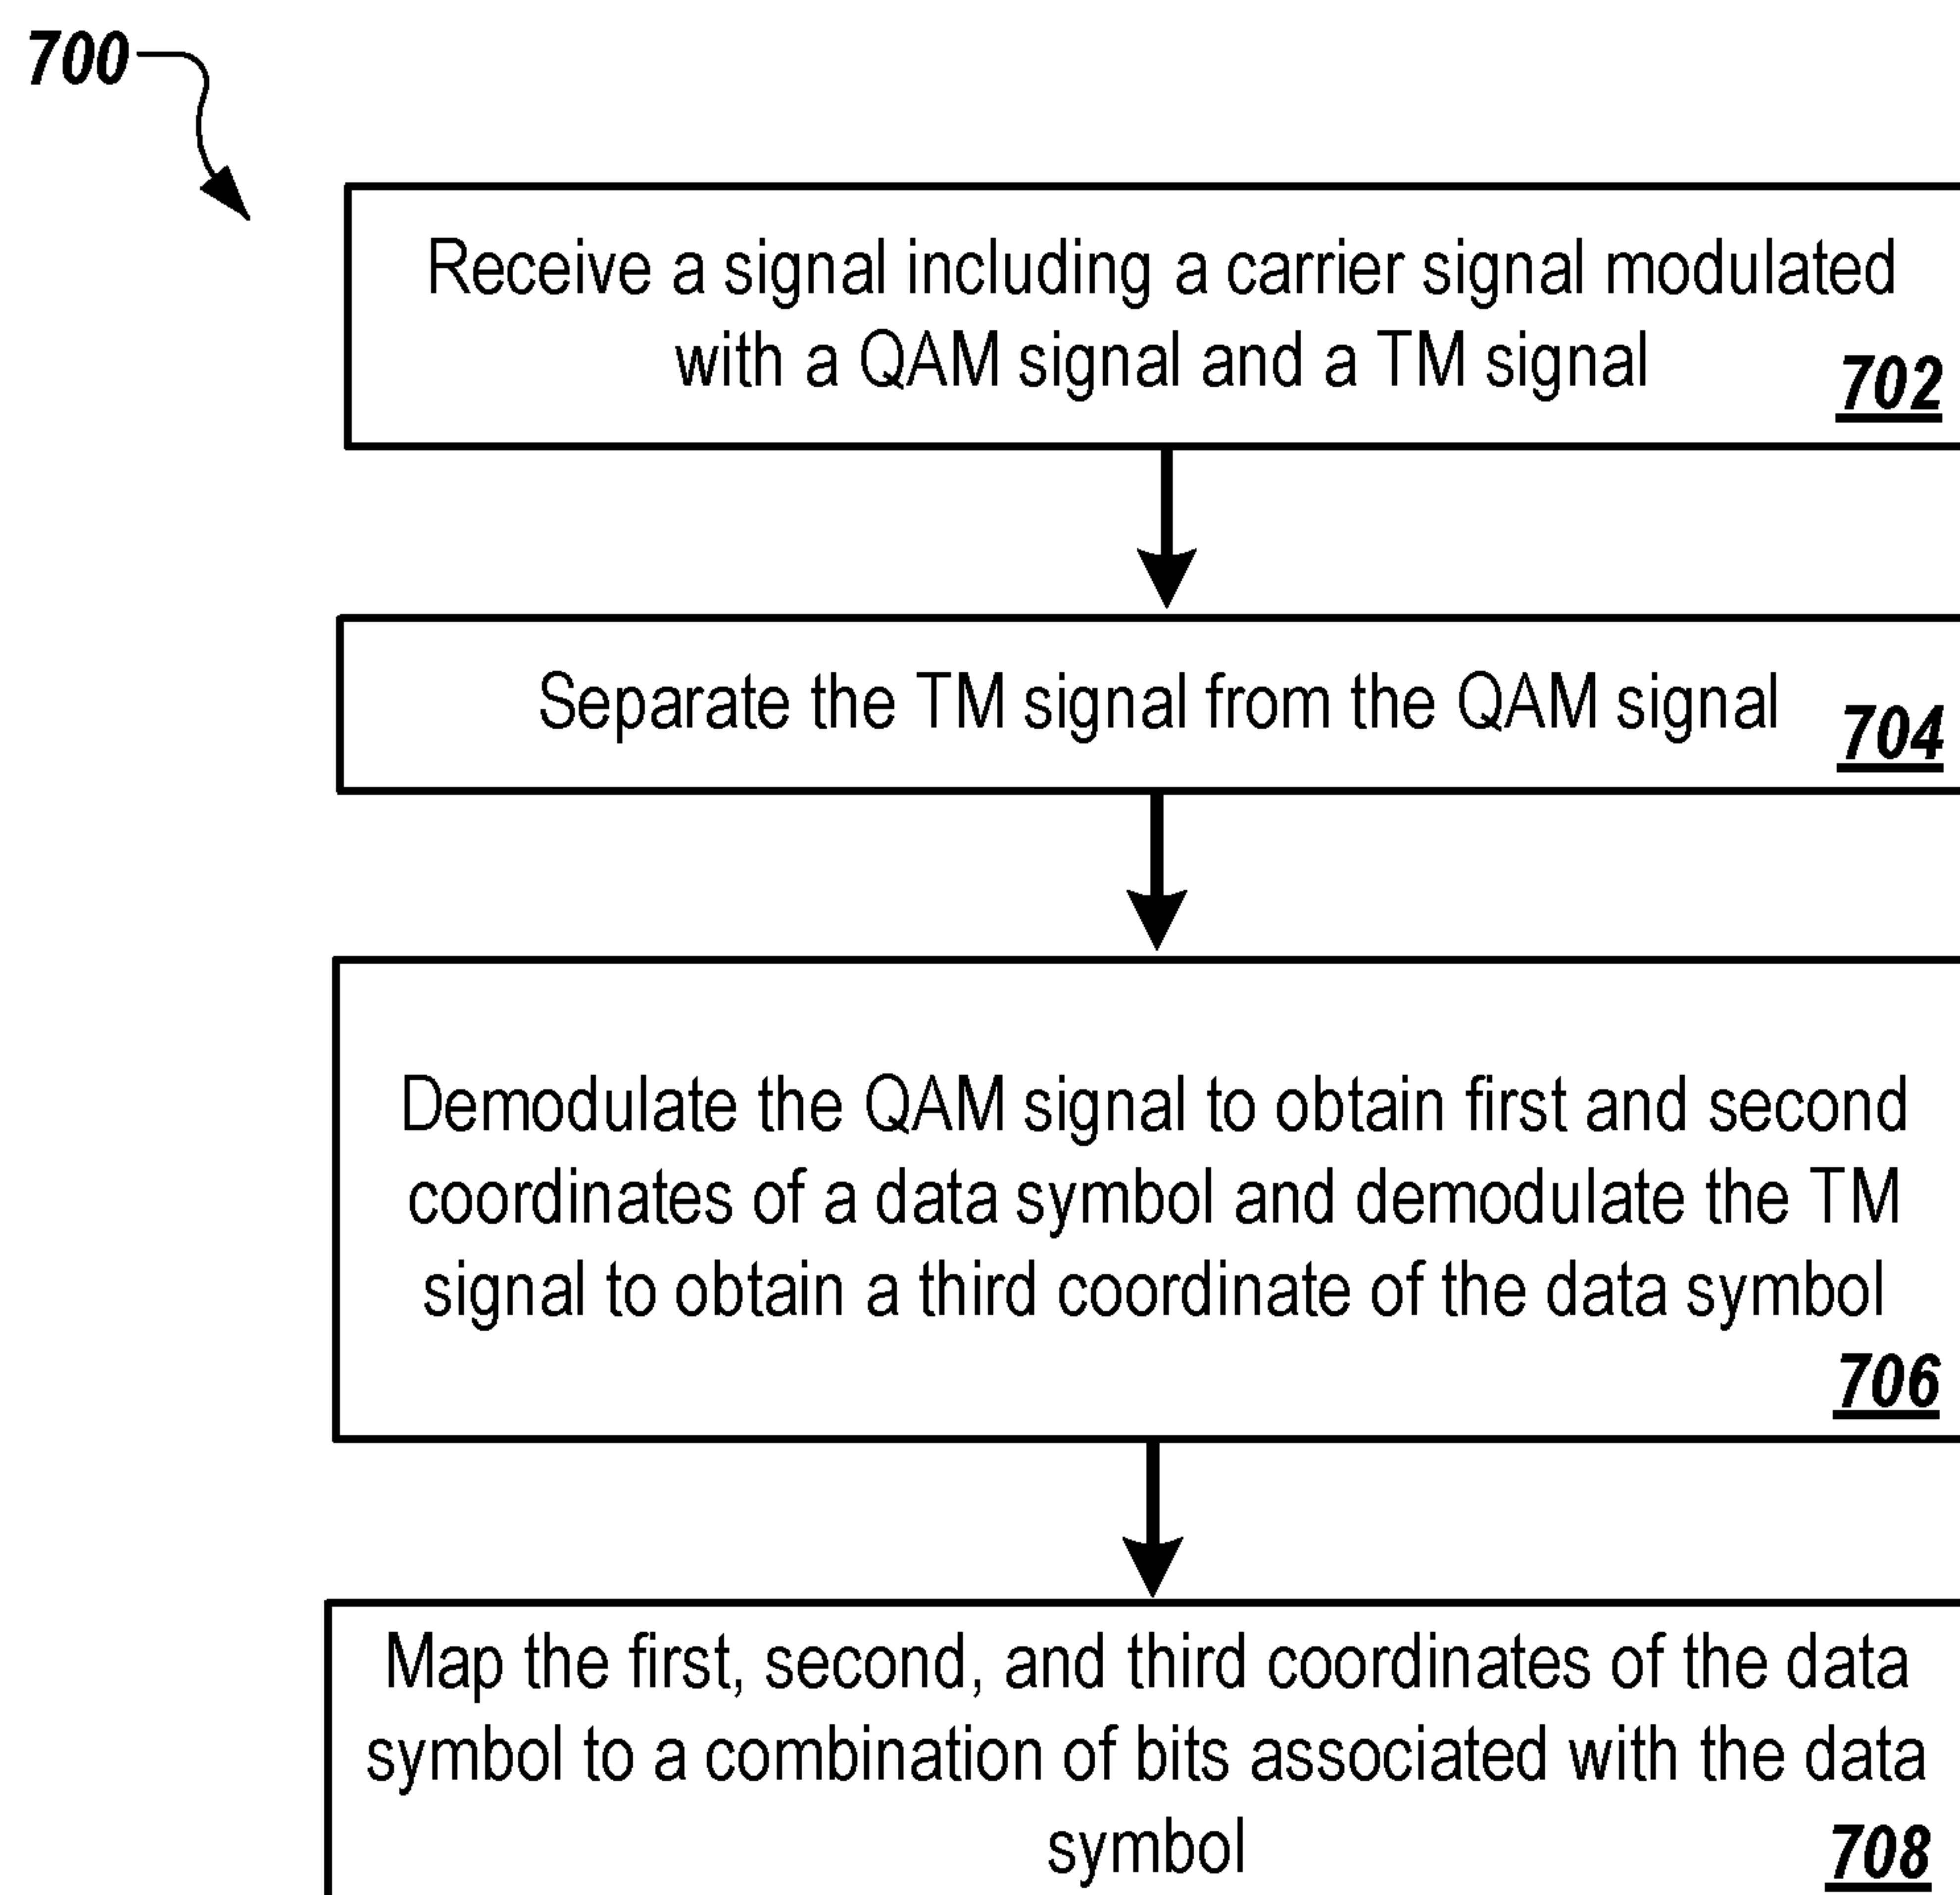 700
Receive a signal including a carrier signal modulated
with a QAM signal and a TM signal
702
Separate the TM signal from the QAM signal
704
Demodulate the QAM signal to obtain first and second
coordinates of a data symbol and demodulate the TM
signal to obtain a third coordinate of the data symbol
706
Map the first, second, and third coordinates of the data
symbol to a combination of bits associated with the data
symbol
708